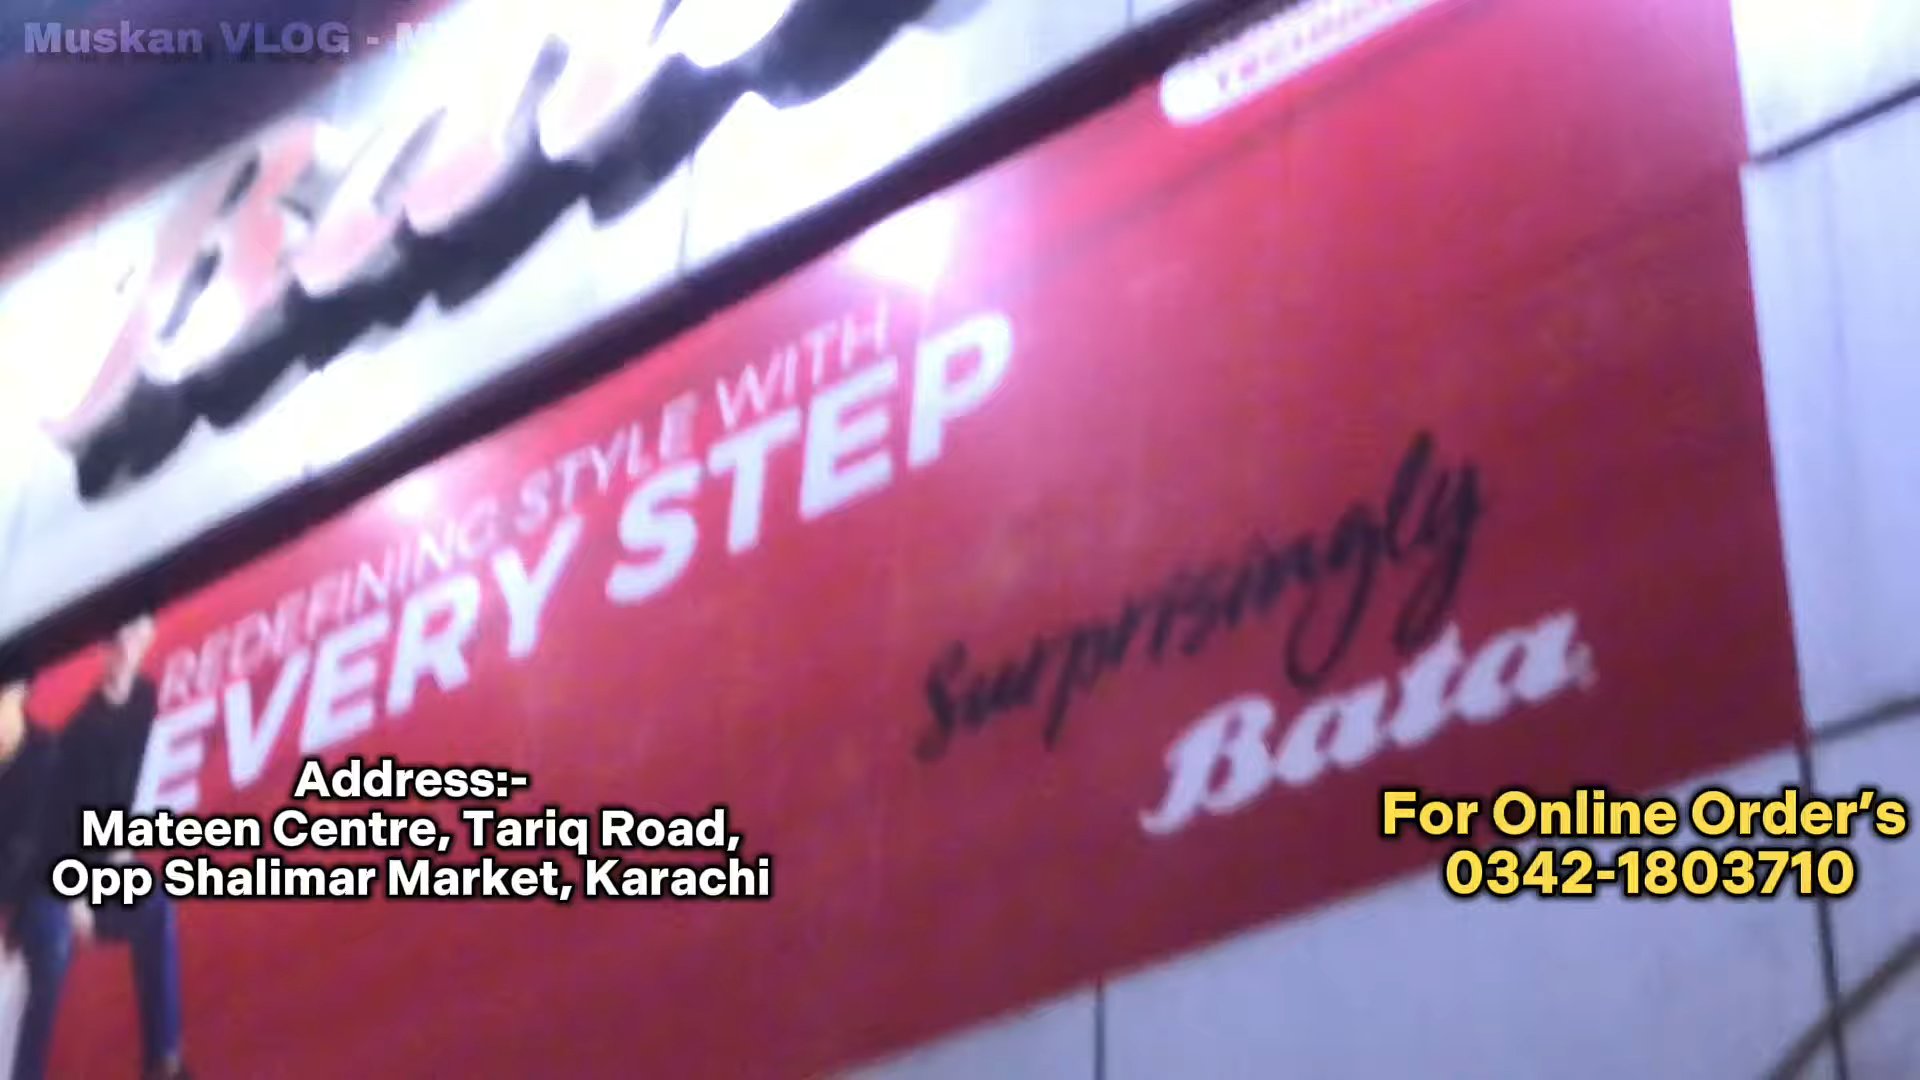 Muskan VLOG -
REDEFINING STYLE WITH
EVERY STEP
Surprisingly
Bata
Address:-
Mateen Centre, Tariq Road,
Opp Shalimar Market, Karachi
For Online Order’s
0342-1803710